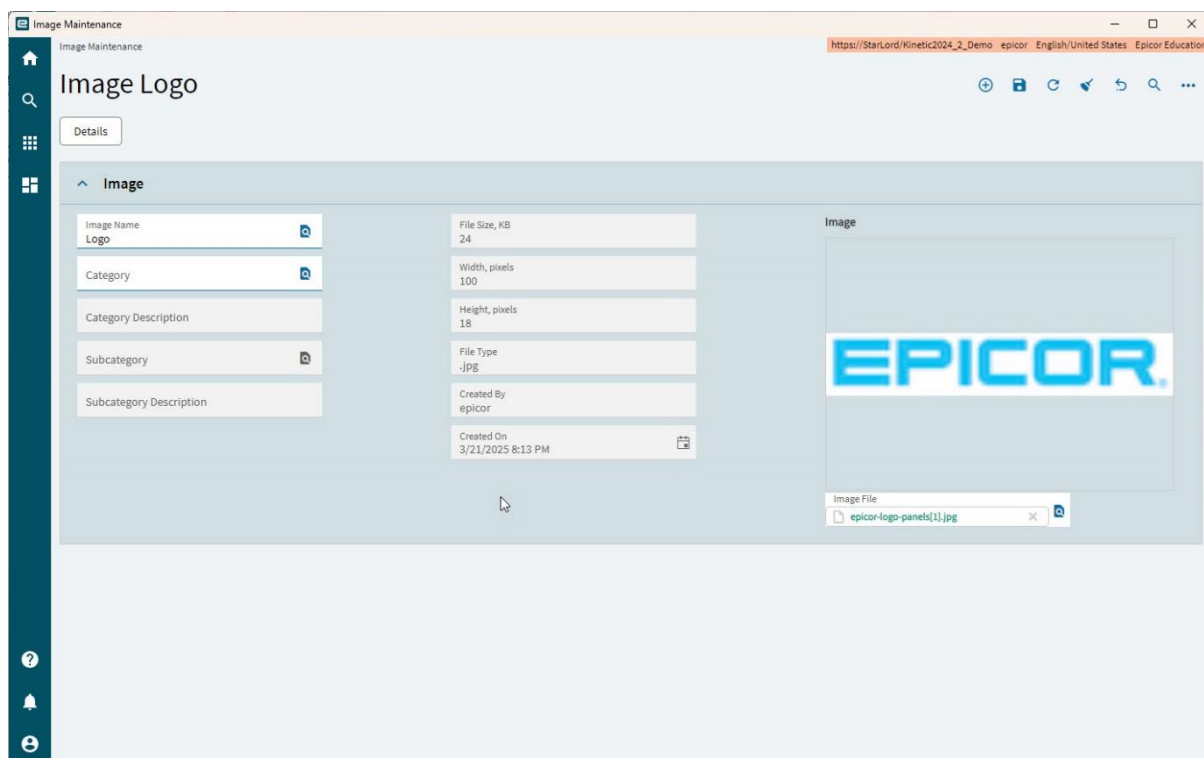 Image Maintenance
Image Maintenance
https://StarLord/Kinetic2024_2_Demo epicor English/United States Epicor Education
Image Logo
Details
Image
Image Name
Logo
Category
Category Description
Subcategory
Subcategory Description
File Size, KB
24
Width, pixels
100
Height, pixels
18
File Type
.jpg
Created By
epicor
Created On
3/21/2025 8:13 PM
Image
EPICOR.
Image File
epicor-logo-panels[1].jpg